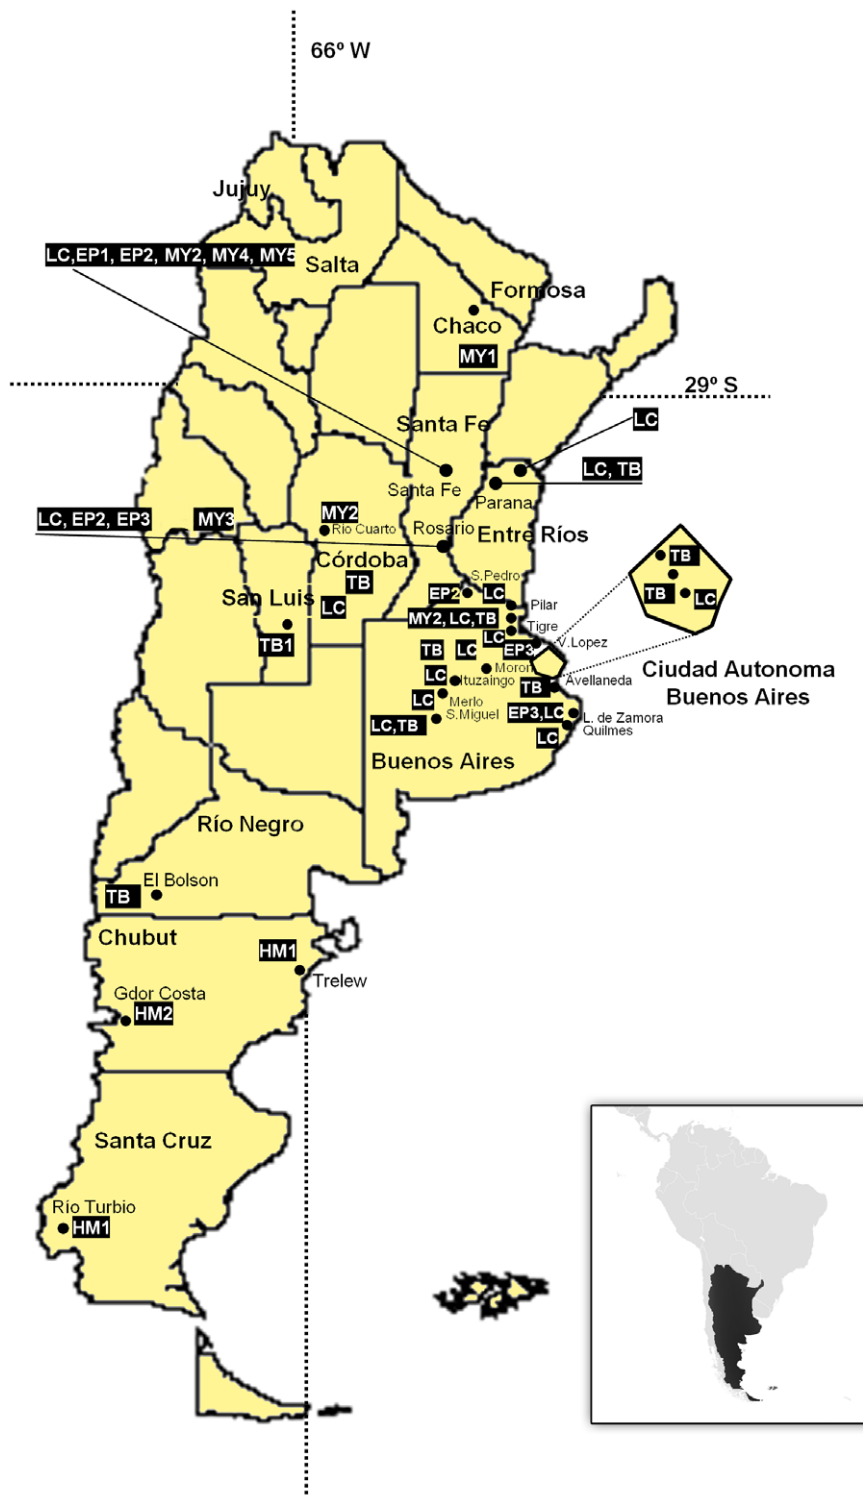 66º W
Jujuy
LC,EP1, EP2, MY2, MY4, MY5
Salta
Formosa
Chaco
MY1
29º S
Santa Fe
LC
LC, TB
Santa Fe
Parana
LC, EP2, EP3
MY3
MY2
Río Cuarto
Rosario
Entre Ríos
Córdoba
TB
TB
LC
S.Pedro
San Luis
TB
LC
EP2
LC
Pilar
MY2, LC,TB
Tigre
LC
TB1
TB
LC
EP3
V.Lopez
Moron
Ciudad Autonoma
Buenos Aires
LC
Ituzaingo
TB
Avellaneda
LC
Merlo
LC,TB
S.Miguel
EP3,LC
L. de Zamora
Quilmes
LC
Buenos Aires
Río Negro
El Bolson
TB
Chubut
HM1
Trelew
Gdor Costa
HM2
Santa Cruz
Río Turbio
HM1